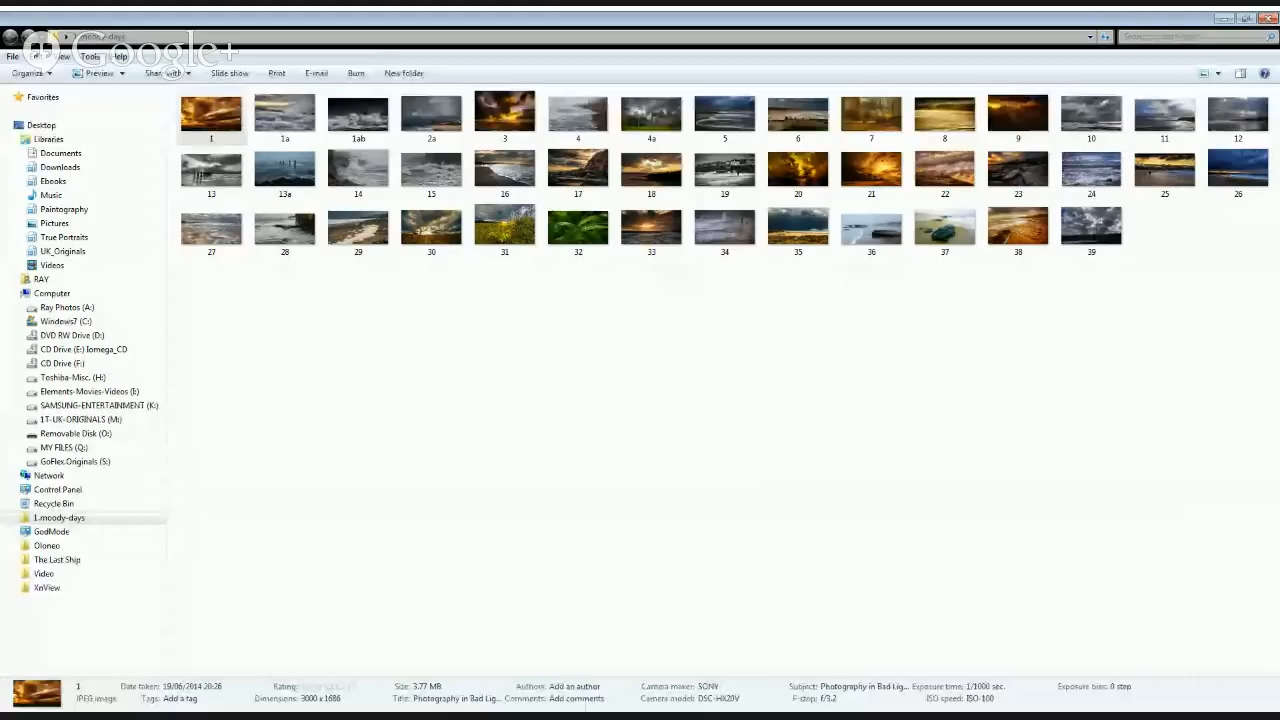 Google+
1.moody-days
File View Tools Help
Organize Preview Share with Slide show Print E-mail Burn New folder
Favorites
Desktop
Libraries
Documents
Downloads
Ebooks
Music
Paintography
Pictures
True Portraits
UK_Originals
Videos
RAY
Computer
Ray Photos (A:)
Windows7 (C:)
DVD RW Drive (D:)
CD Drive (E:) Iomega_CD
CD Drive (F:)
Toshiba-Misc. (H:)
Elements-Movies-Videos (I:)
SAMSUNG-ENTERTAINMENT (K:)
1T-UK-ORIGINALS (M:)
Removable Disk (O:)
MY FILES (Q:)
GoFlex.Originals (S:)
Network
Control Panel
Recycle Bin
1.moody-days
GodMode
Oloneo
The Last Ship
Video
XnView
1 1a 1ab 2a 3 4 4a 5 6 7 8 9 10 11 12
13 13a 14 15 16 17 18 19 20 21 22 23 24 25 26
27 28 29 30 31 32 33 34 35 36 37 38 39
1 Date taken: 19/06/2014 20:26 Rating: Size: 3.77 MB Authors: Add an author Camera maker: SONY Subject: Photography in Bad Lig... Exposure time: 1/1000 sec. Exposure bias: 0 step
JPEG image Tags: Add a tag Dimensions: 3000 x 1686 Title: Photography in Bad Lig... Comments: Add comments Camera model: DSC-HX20V F-stop: f/3.2 ISO speed: ISO-100